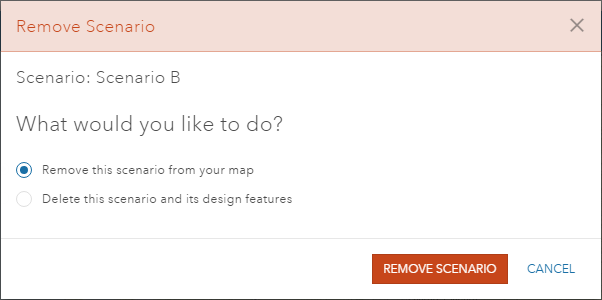 Remove Scenario
Scenario: Scenario B
What would you like to do?
Remove this scenario from your map
Delete this scenario and its design features
REMOVE SCENARIO CANCEL